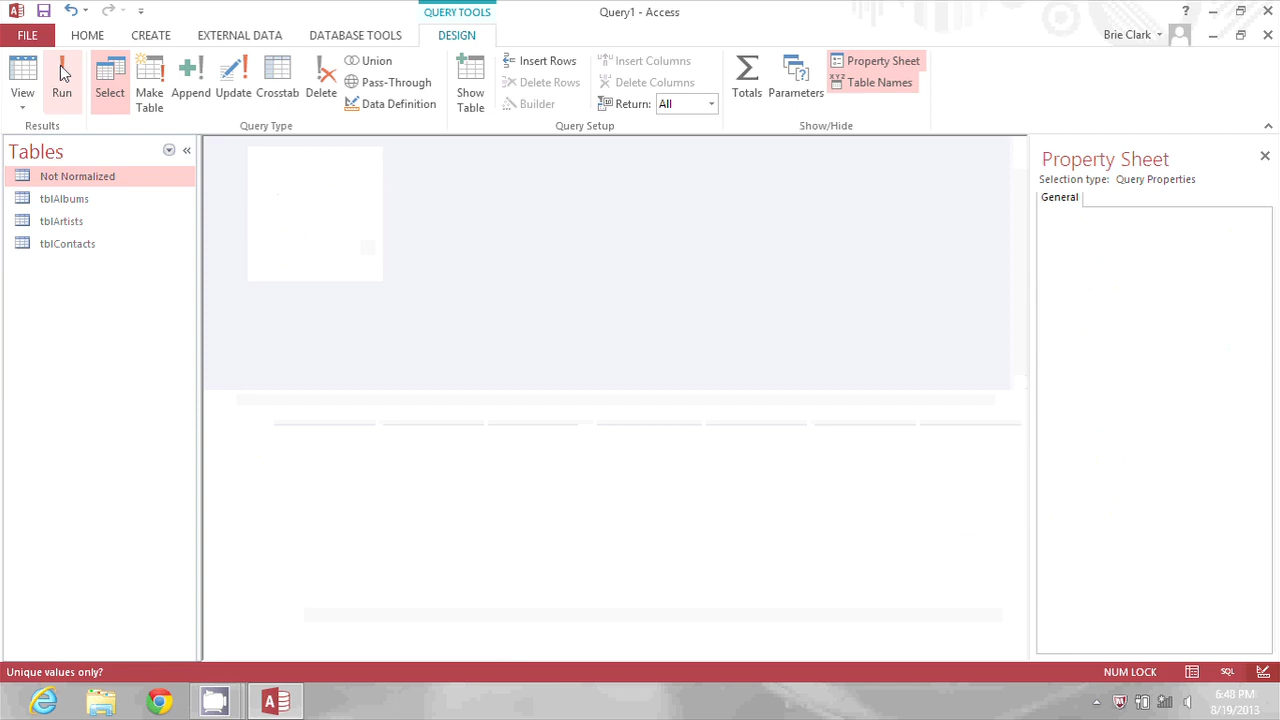 QUERY TOOLS
Query1 - Access
?
FILE
HOME
CREATE
EXTERNAL DATA
DATABASE TOOLS
DESIGN
Brie Clark
View
Run
Select
Make
Table
Append
Update
Crosstab
Delete
Union
Pass-Through
Data Definition
Show
Table
Insert Rows
Delete Rows
Builder
Insert Columns
Delete Columns
Return: All
Totals
Parameters
Property Sheet
XYZ Table Names
Results
Query Type
Query Setup
Show/Hide
Tables
Not Normalized
tblAlbums
tblArtists
tblContacts
Property Sheet
Selection type: Query Properties
General
Unique values only?
NUM LOCK
SQL
6:48 PM
8/19/2013